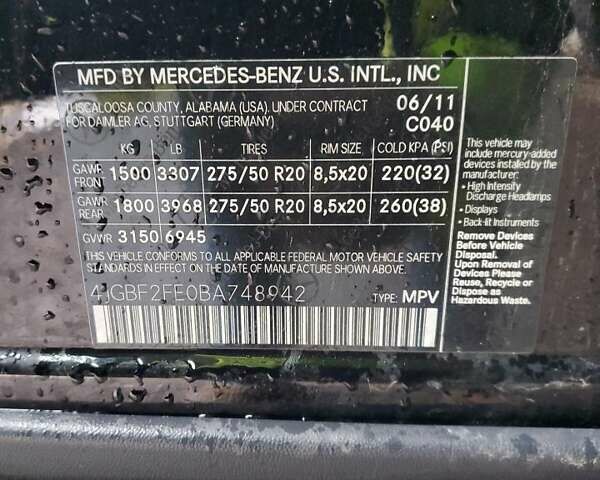 MFD BY MERCEDES-BENZ U.S. INTL., INC
TUSCALOOSA COUNTY, ALABAMA (USA), UNDER CONTRACT 06/11
FOR DAIMLER AG, STUTTGART (GERMANY) C040
KG LB TIRES RIM SIZE COLD KPA (PSI)
GAWR FRONT 1500 3307 275/50 R20 8,5x20 220(32)
GAWR REAR 1800 3968 275/50 R20 8,5x20 260(38)
GVWR 3150 6945
THIS VEHICLE CONFORMS TO ALL APPLICABLE FEDERAL MOTOR VEHICLE SAFETY
STANDARDS IN EFFECT ON THE DATE OF MANUFACTURE SHOWN ABOVE.
4JGBF2FE0BA748942 TYPE: MPV
This vehicle may
include mercury-added
devices installed by the
manufacturer:
• High Intensity
Discharge Headlamps
• Displays
• Back-lit Instruments
Remove Devices
Before Vehicle
Disposal.
Upon Removal of
Devices Please
Reuse, Recycle or
Dispose as
Hazardous Waste.